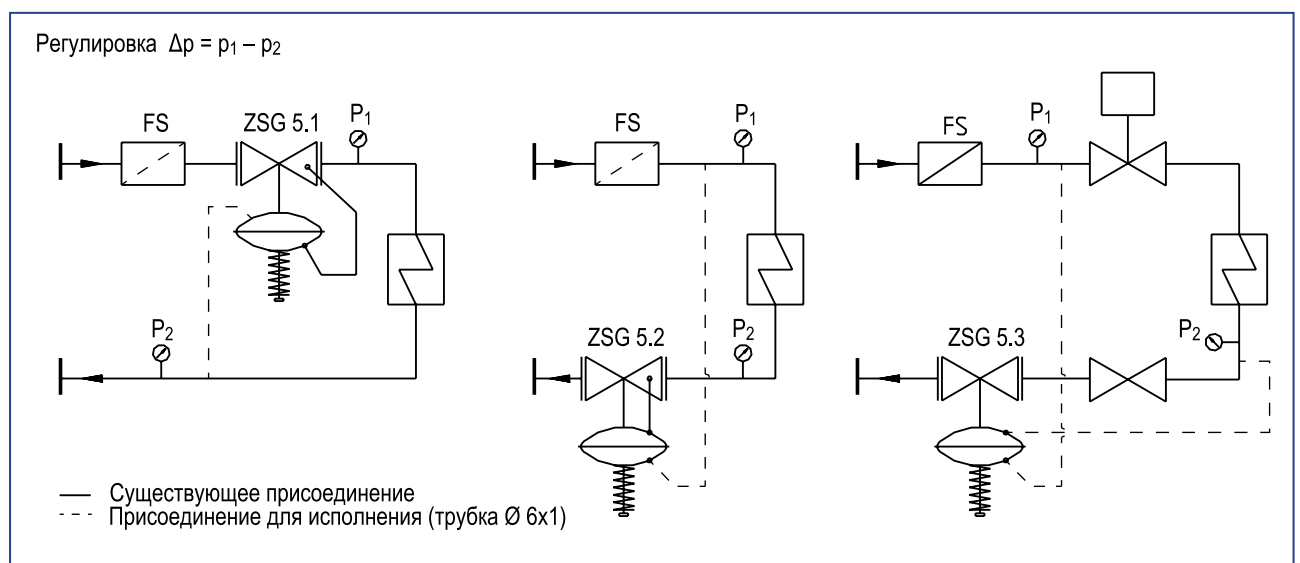 Регулировка Δp = p₁ – p₂
FS
ZSG 5.1
P₁
P₂
FS
P₁
ZSG 5.2
P₂
FS
P₁
ZSG 5.3
P₂
Существующее присоединение
Присоединение для исполнения (трубка Ø 6x1)